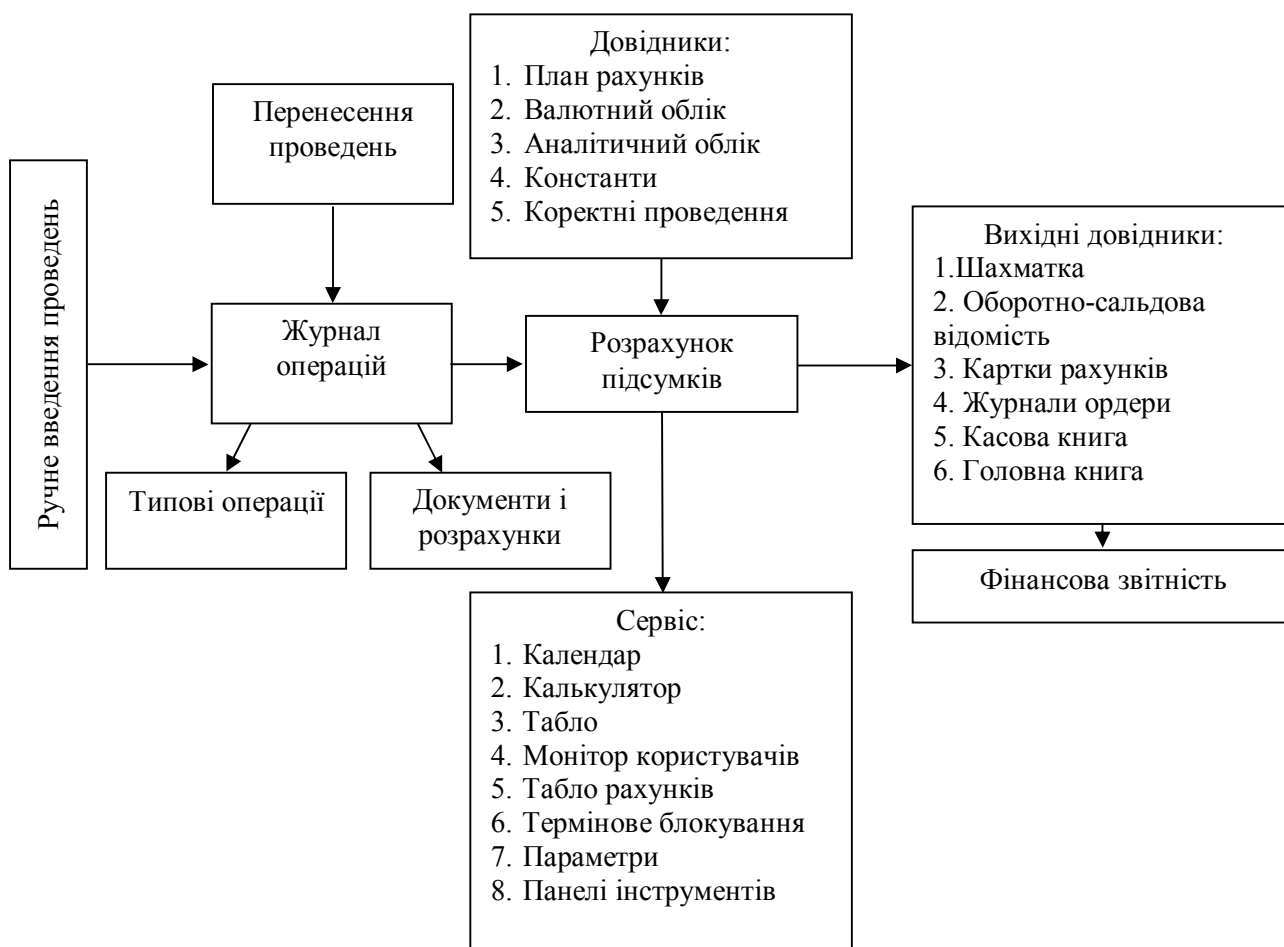 Довідники:
1. План рахунків
2. Валютний облік
3. Аналітичний облік
4. Константи
5. Коректні проведення
Перенесення
проведень
Ручне введення проведень
Журнал
операцій
Розрахунок
підсумків
Вихідні довідники:
1.Шахматка
2. Оборотно-сальдова
відомість
3. Картки рахунків
4. Журнали ордери
5. Касова книга
6. Головна книга
Типові операції
Документи і
розрахунки
Фінансова звітність
Сервіс:
1. Календар
2. Калькулятор
3. Табло
4. Монітор користувачів
5. Табло рахунків
6. Термінове блокування
7. Параметри
8. Панелі інструментів